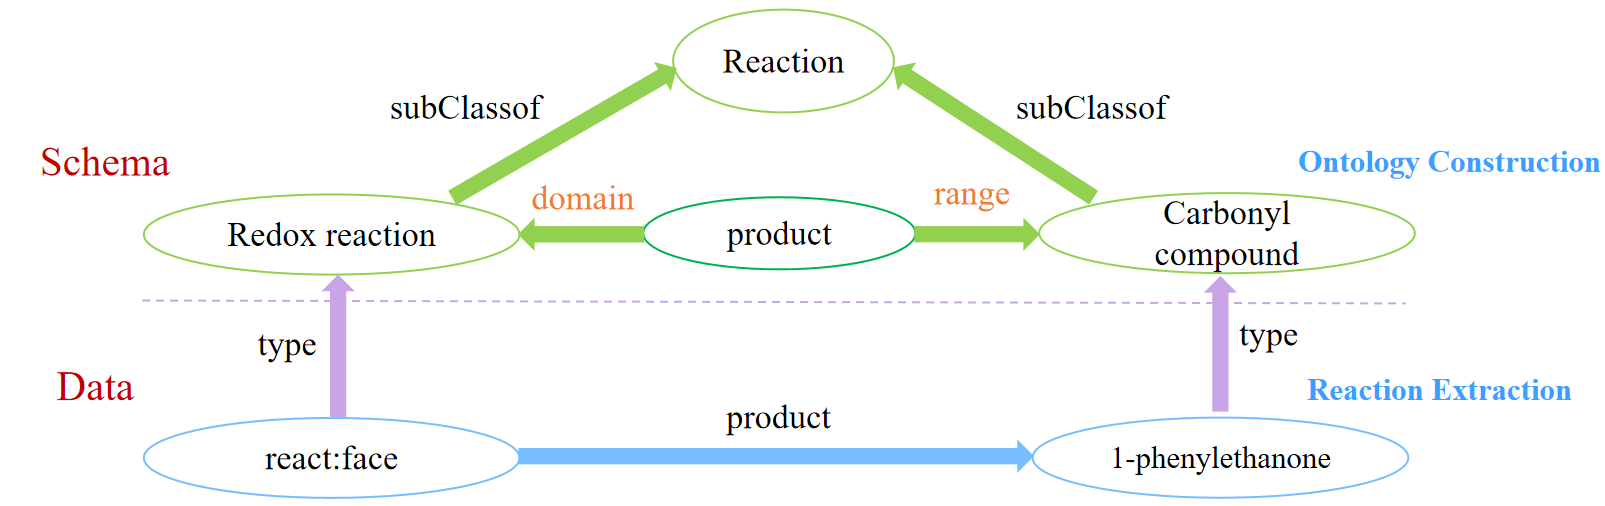 Reaction
subClassof
subClassof
Schema
Ontology Construction
domain
range
Redox reaction
product
Carbonyl
compound
type
type
Data
Reaction Extraction
product
react:face
1-phenylethanone